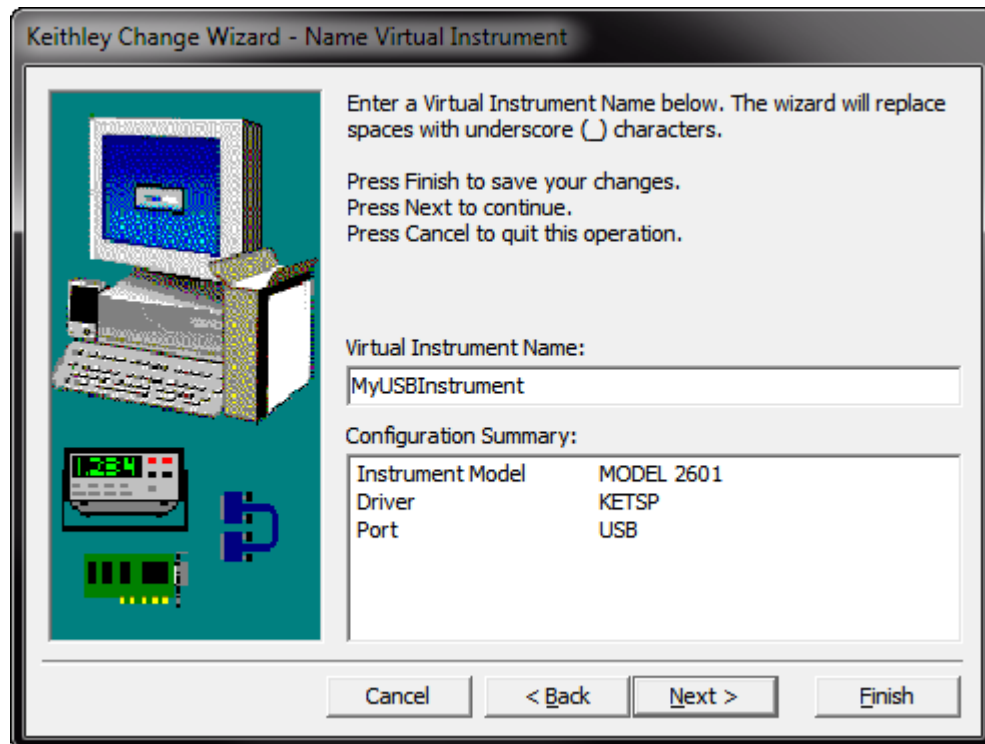 Keithley Change Wizard - Name Virtual Instrument
Enter a Virtual Instrument Name below. The wizard will replace
spaces with underscore (_) characters.
Press Finish to save your changes.
Press Next to continue.
Press Cancel to quit this operation.
Virtual Instrument Name:
MyUSBInstrument
Configuration Summary:
Instrument Model MODEL 2601
Driver KETSP
Port USB
1.234
Cancel < Back Next > Finish